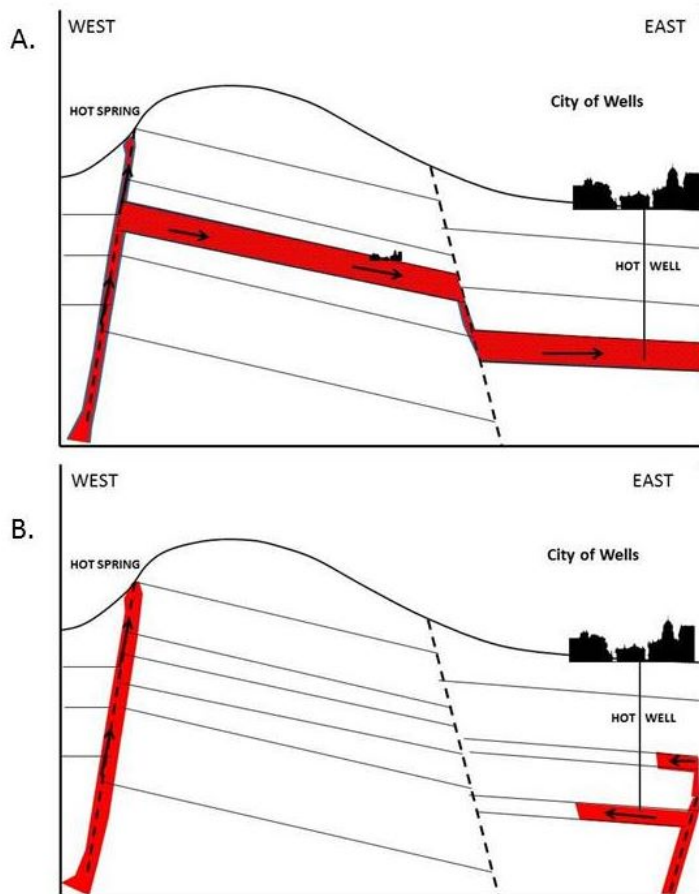 A.
WEST
EAST
HOT SPRING
City of Wells
HOT WELL
B.
WEST
EAST
HOT SPRING
City of Wells
HOT WELL